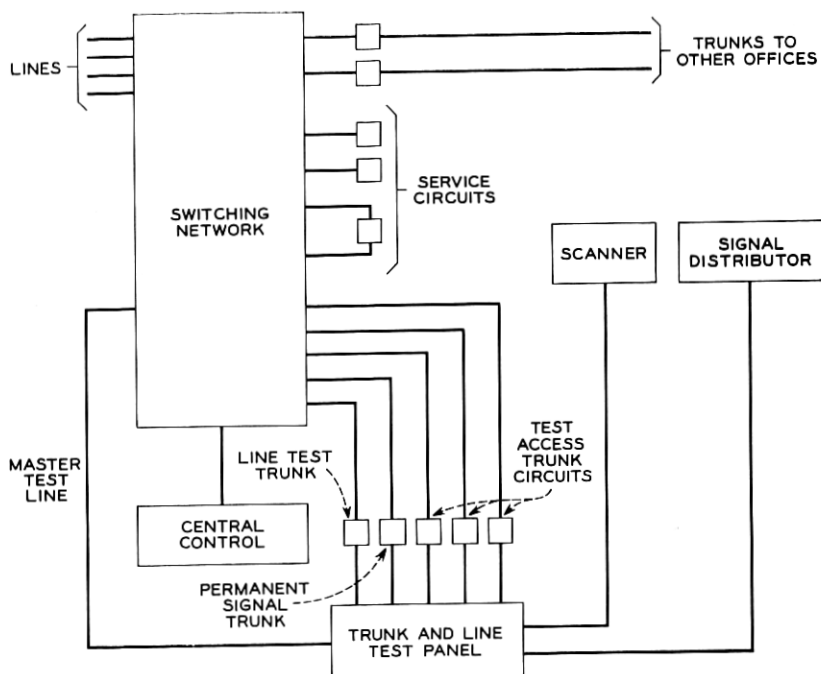 LINES
TRUNKS TO
OTHER OFFICES
SWITCHING
NETWORK
SERVICE
CIRCUITS
SCANNER
SIGNAL
DISTRIBUTOR
MASTER
TEST
LINE
LINE TEST
TRUNK
TEST
ACCESS
TRUNK
CIRCUITS
CENTRAL
CONTROL
PERMANENT
SIGNAL
TRUNK
TRUNK AND LINE
TEST PANEL